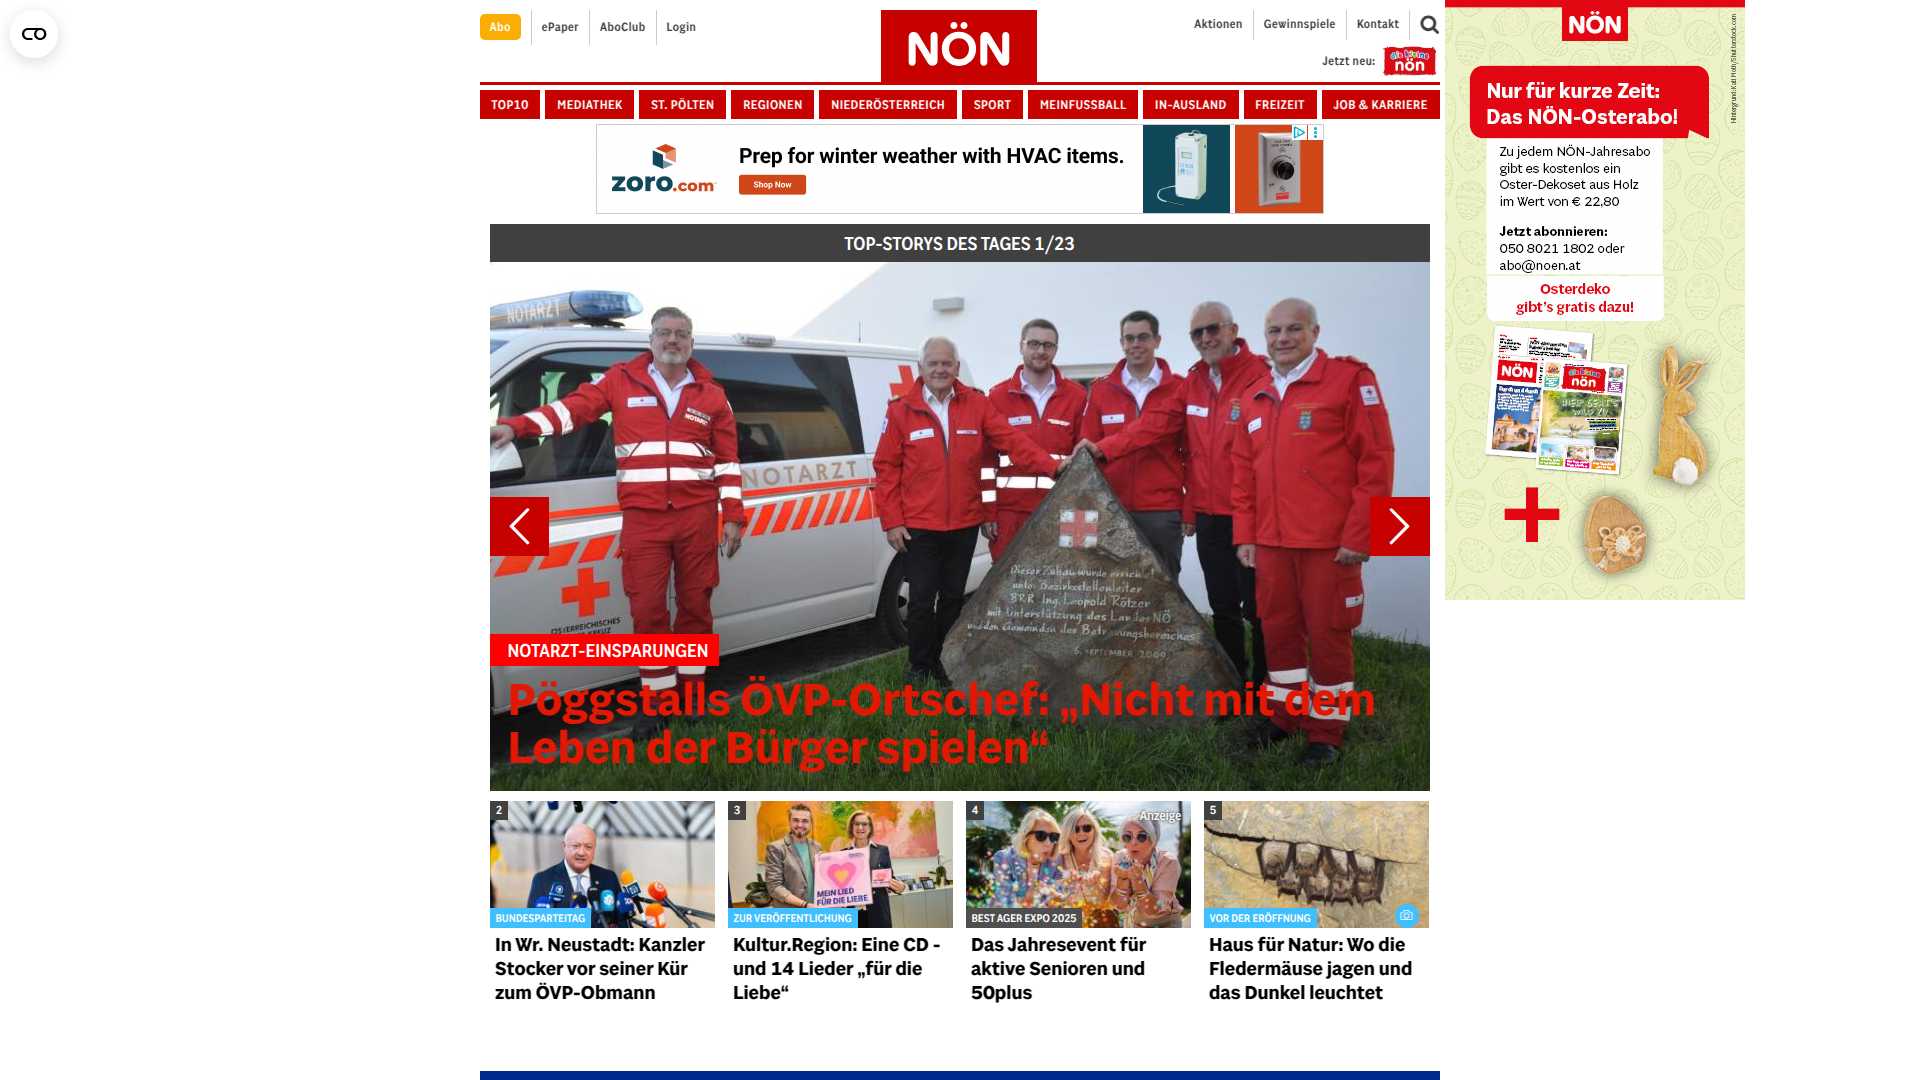 Abo
ePaper
AboClub
Login
NÖN
Aktionen
Gewinnspiele
Kontakt
Jetzt neu:
die kleine
nön
TOP10
MEDIATHEK
ST. PÖLTEN
REGIONEN
NIEDERÖSTERREICH
SPORT
MEINFUSSBALL
IN-AUSLAND
FREIZEIT
JOB & KARRIERE
zoro.com
Prep for winter weather with HVAC items.
Shop Now
TOP-STORYS DES TAGES 1/23
NOTARZT
NOTARZT
Dieser Zubau wurde erricht
unter Bezirksstellenleiter
BRR Ing. Leopold Rötzer
mit Unterstützung des Landes NÖ
und den Gemeinden des Betreuungsbereiches
6. SEPTEMBER 2009
NOTARZT-EINSPARUNGEN
Pöggstalls ÖVP-Ortschef: „Nicht mit dem
Leben der Bürger spielen“
2
BUNDESPARTEITAG
In Wr. Neustadt: Kanzler
Stocker vor seiner Kür
zum ÖVP-Obmann
3
MEIN LIED
FÜR DIE LIEBE
ZUR VERÖFFENTLICHUNG
Kultur.Region: Eine CD -
und 14 Lieder „für die
Liebe“
4
Anzeige
BEST AGER EXPO 2025
Das Jahresevent für
aktive Senioren und
50plus
5
VOR DER ERÖFFNUNG
Haus für Natur: Wo die
Fledermäuse jagen und
das Dunkel leuchtet
NÖN
Hintergrund: Kusti Moth/Shutterstock.com
Nur für kurze Zeit:
Das NÖN-Osterabo!
Zu jedem NÖN-Jahresabo
gibt es kostenlos ein
Oster-Dekoset aus Holz
im Wert von € 22,80
Jetzt abonnieren:
050 8021 1802 oder
abo@noen.at
Osterdeko
gibt's gratis dazu!
NÖN
die kleine
nön